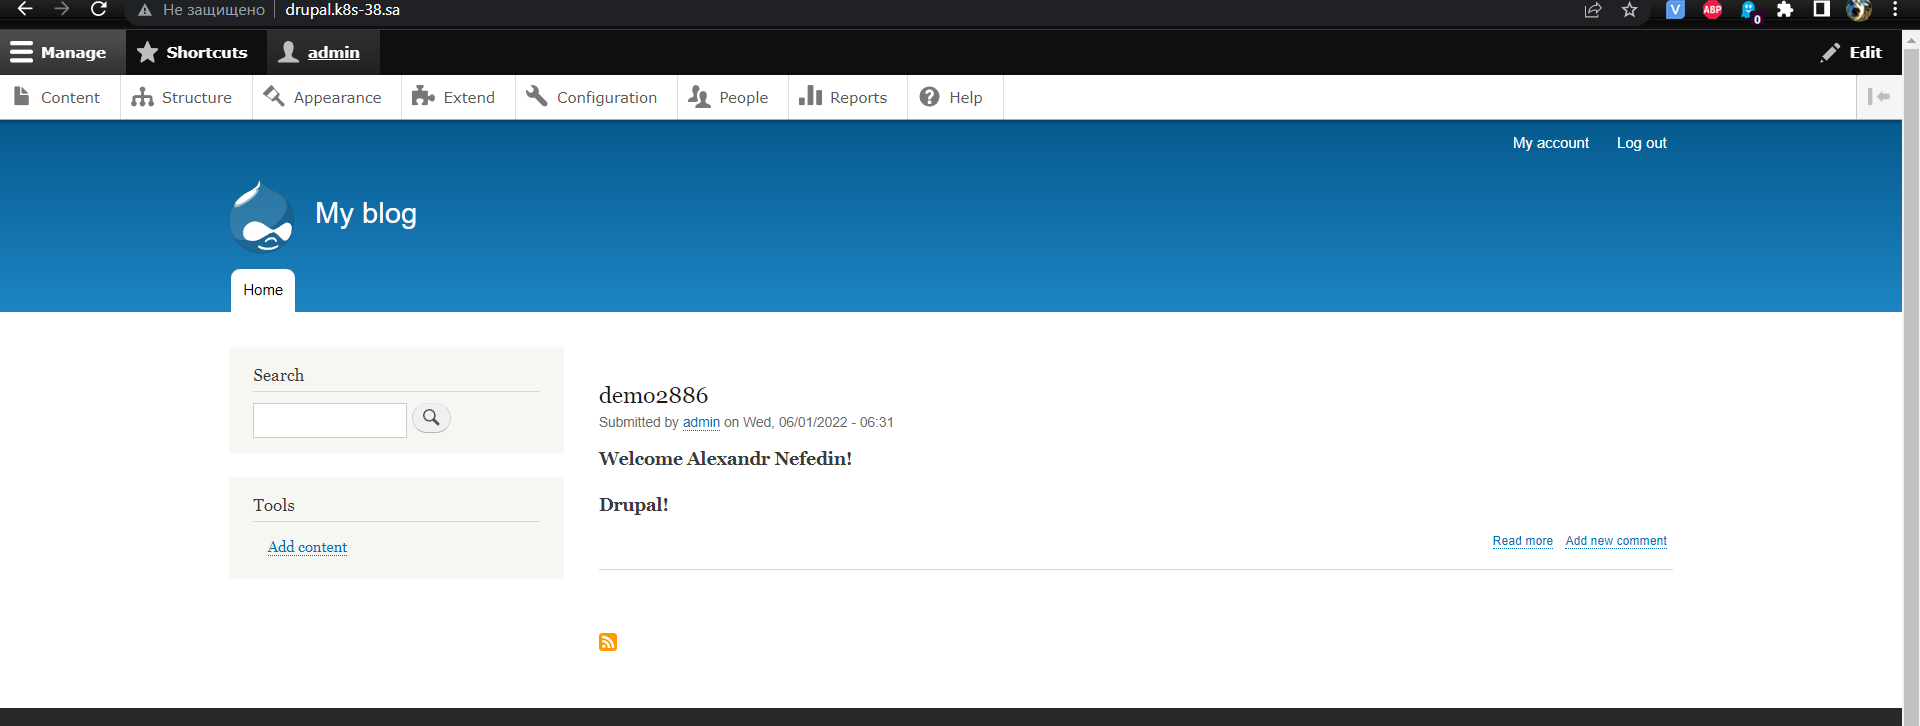 Не защищено drupal.k8s-38.sa
V ABP 0
Manage Shortcuts admin Edit
Content Structure Appearance Extend Configuration People Reports Help
My account Log out
My blog
Home
Search
demo2886
Submitted by admin on Wed, 06/01/2022 - 06:31
Welcome Alexandr Nefedin!
Drupal!
Tools
Add content
Read more Add new comment